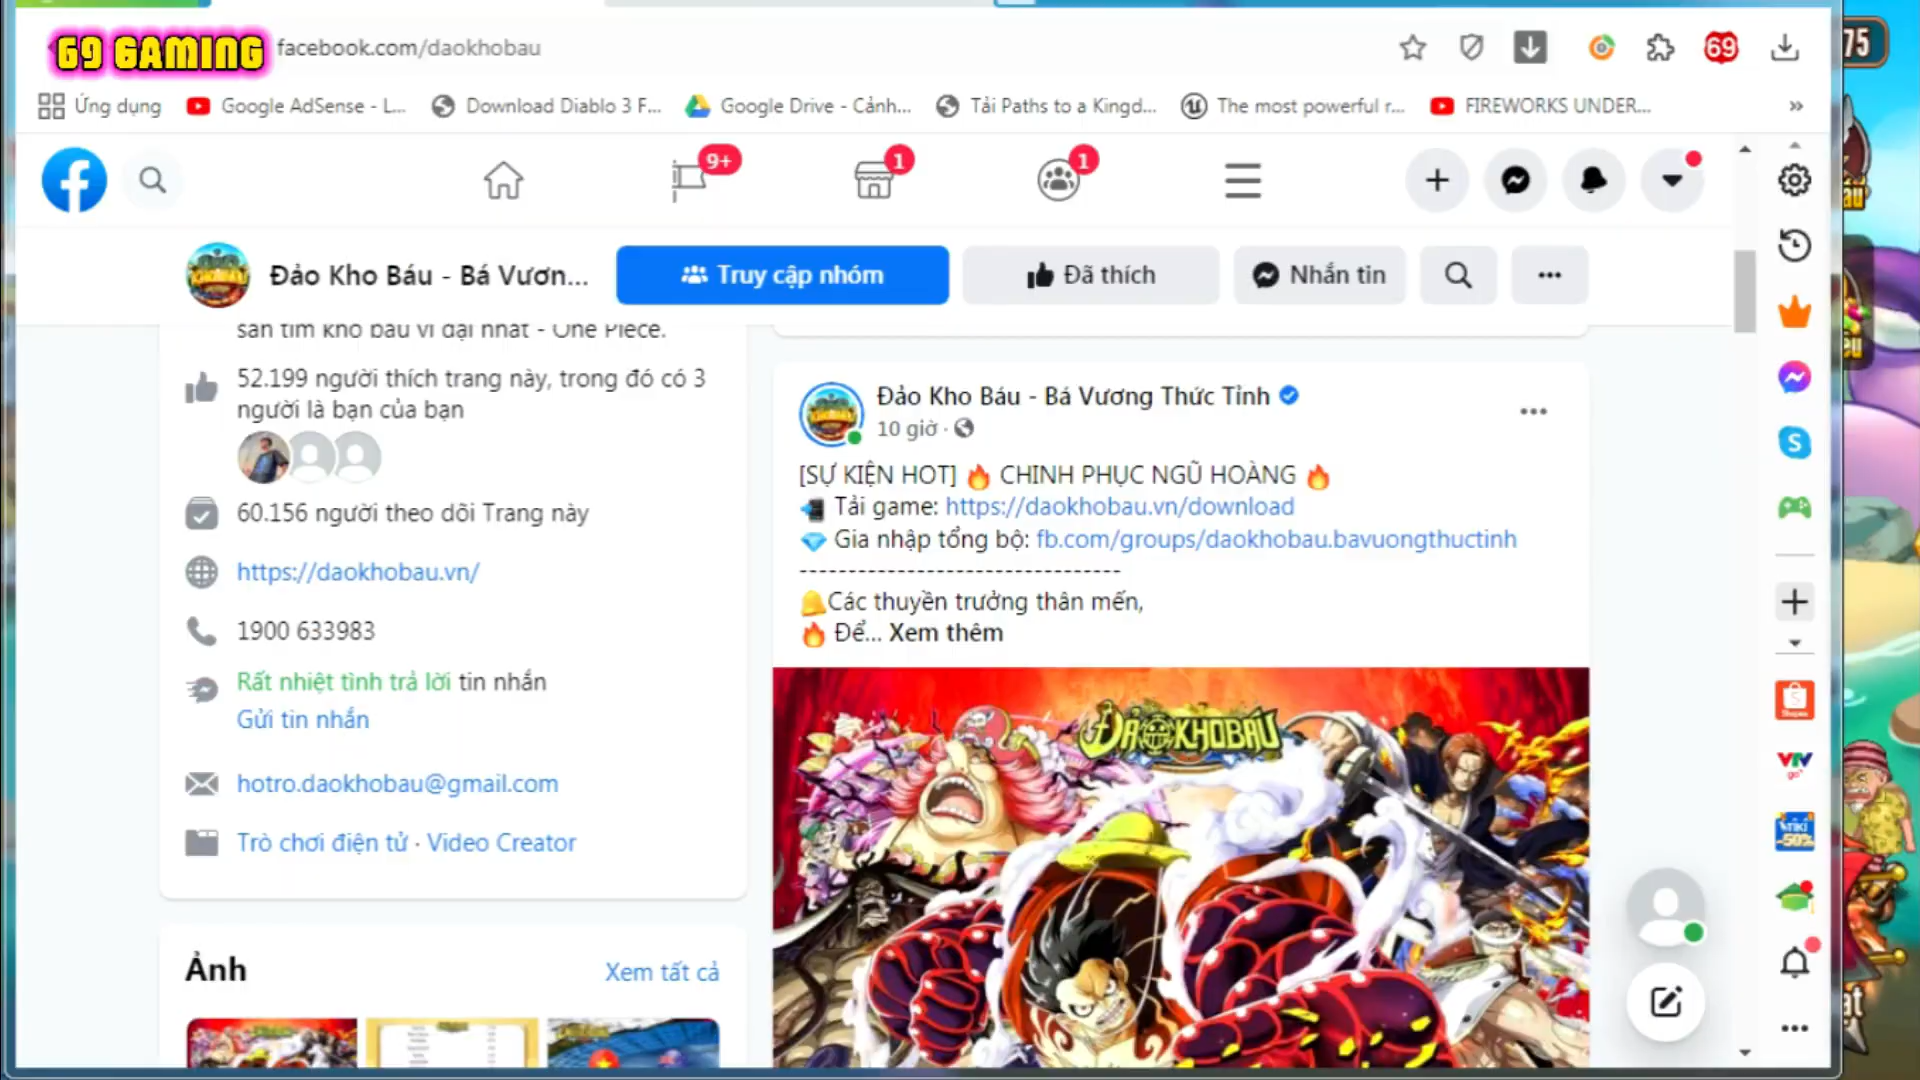 69 GAMING
facebook.com/daokhobau
69
75
Ứng dụng
Google AdSense - L...
Download Diablo 3 F...
Google Drive - Cảnh...
Tải Paths to a Kingd...
The most powerful r...
FIREWORKS UNDER...
»
9+
1
1
Đảo Kho Báu - Bá Vươn...
Truy cập nhóm
Đã thích
Nhắn tin
săn tìm kho báu vĩ đại nhất - One Piece.
52.199 người thích trang này, trong đó có 3
người là bạn của bạn
60.156 người theo dõi Trang này
https://daokhobau.vn/
1900 633983
Rất nhiệt tình trả lời tin nhắn
Gửi tin nhắn
hotro.daokhobau@gmail.com
Trò chơi điện tử · Video Creator
Ảnh
Xem tất cả
Đảo Kho Báu - Bá Vương Thức Tỉnh
10 giờ ·
[SỰ KIỆN HOT] 🔥 CHINH PHỤC NGŨ HOÀNG 🔥
📲 Tải game: https://daokhobau.vn/download
💎 Gia nhập tổng bộ: fb.com/groups/daokhobau.bavuongthuctinh
---------------------------------
🔔Các thuyền trưởng thân mến,
🔥 Để... Xem thêm
ĐẢO KHO BÁU
Shopee
VTV
go
TIKI
-50%